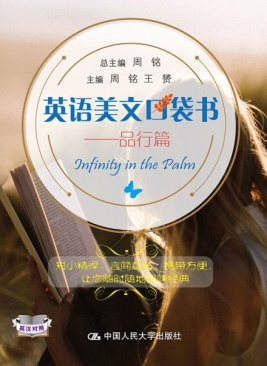 总主编 周 铭
主编 周 铭 王 赟
英语美文口袋书
——品行篇
Infinity in the Palm
短小精悍，言简意赅，携带方便
让您随时随地品味经典
英汉对照
中国人民大学出版社